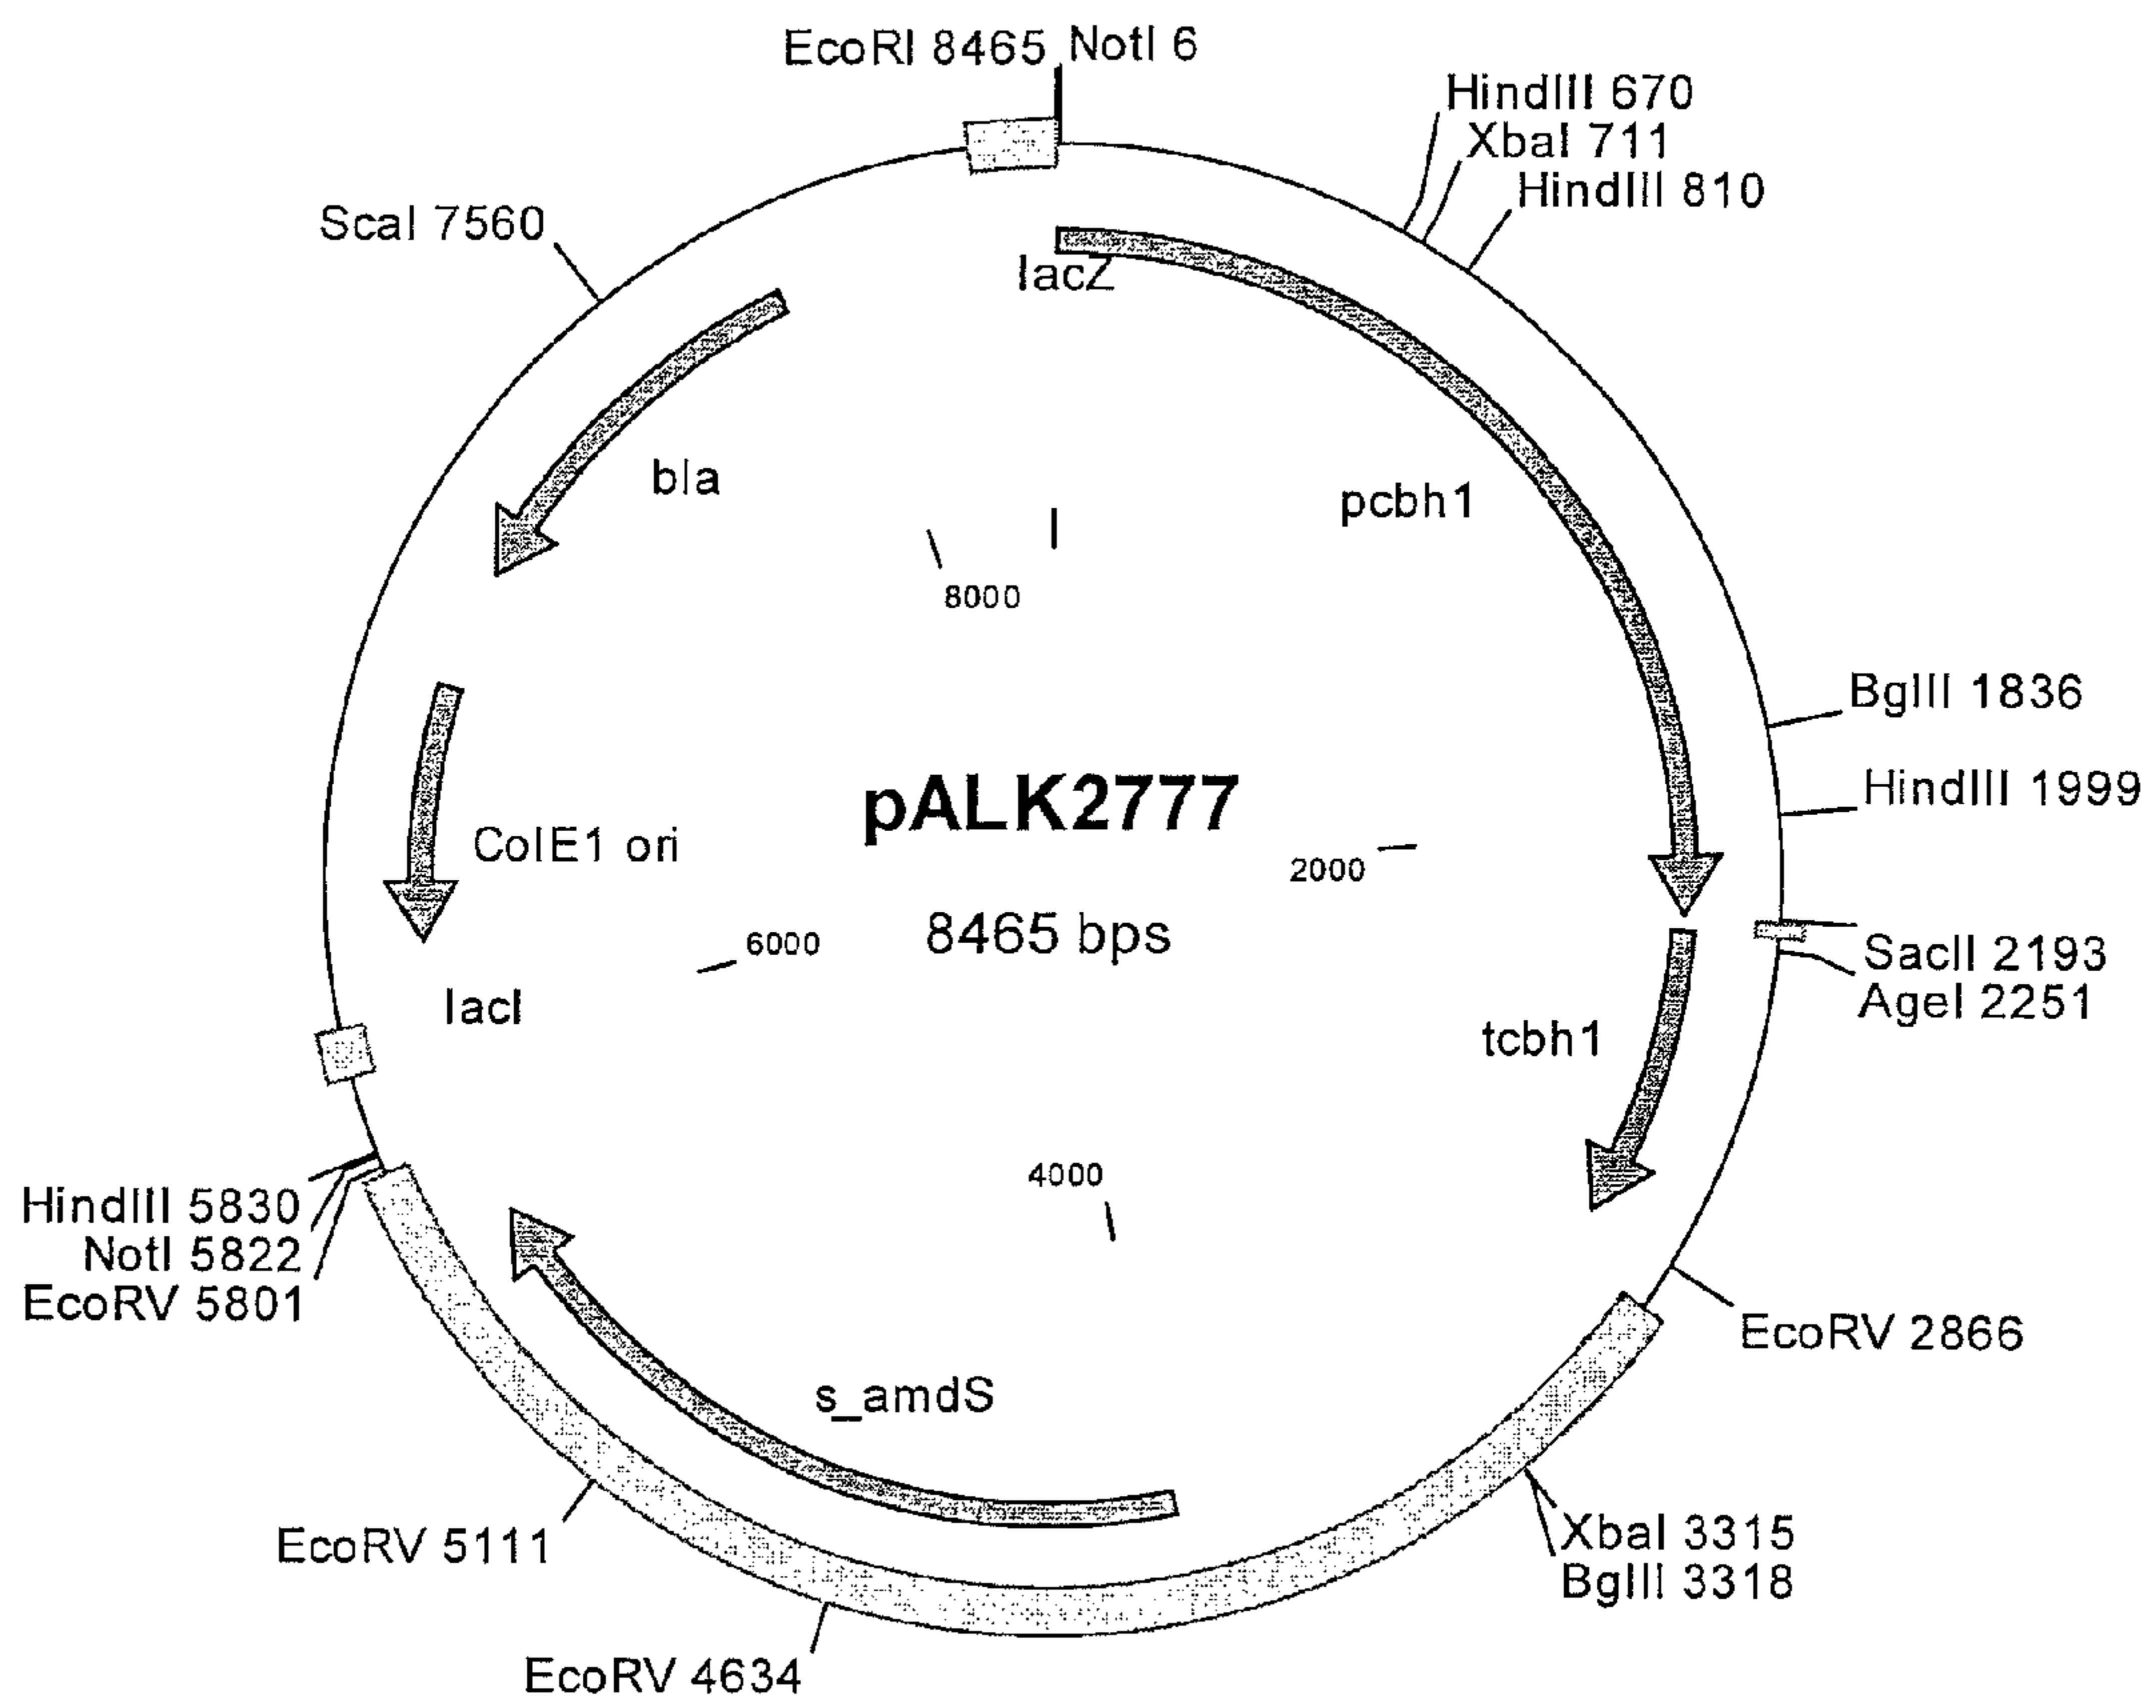 EcoRI 8465 NotI 6
HindIII 670
XbaI 711
HindIII 810
ScaI 7560
lacZ
bla
pcbh1
8000
BglII 1836
HindIII 1999
pALK2777
2000
ColE1 ori
8465 bps
6000
SacII 2193
AgeI 2251
lacI
tcbh1
4000
HindIII 5830
NotI 5822
EcoRV 5801
EcoRV 2866
s_amdS
XbaI 3315
BglII 3318
EcoRV 5111
EcoRV 4634